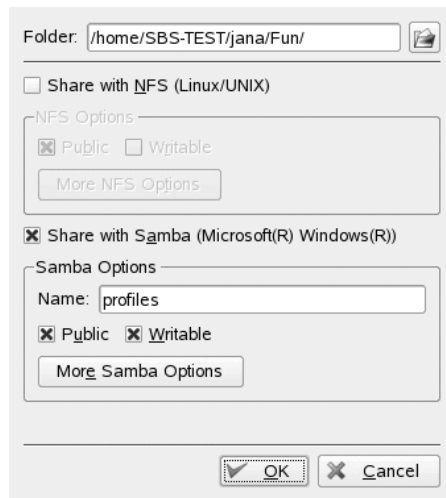 Folder: /home/SBS-TEST/jana/Fun/
Share with NFS (Linux/UNIX)
NFS Options
Public Writable
More NFS Options
Share with Samba (Microsoft(R) Windows(R))
Samba Options
Name: profiles
Public Writable
More Samba Options
OK Cancel